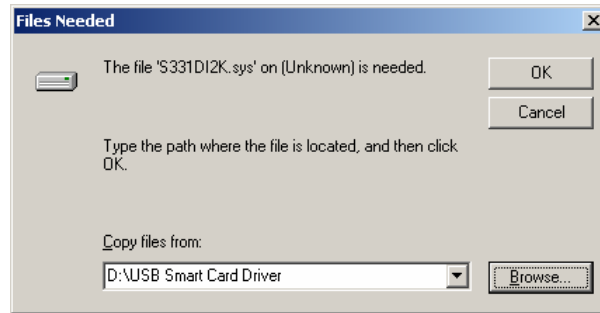 Files Needed
The file 'S331DI2K.sys' on (Unknown) is needed.
OK
Cancel
Type the path where the file is located, and then click
OK.
Copy files from:
D:\USB Smart Card Driver
Browse...